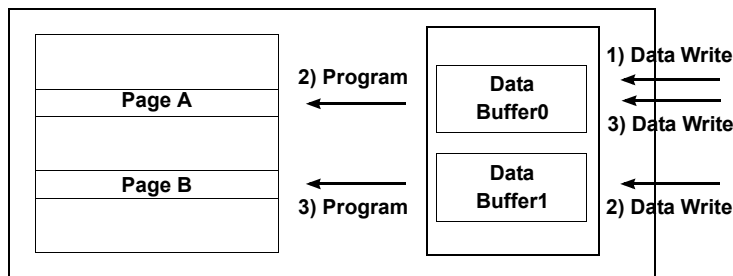 1) Data Write
2) Program
Data
Buffer0
Page A
3) Data Write
Page B
3) Program
Data
Buffer1
2) Data Write